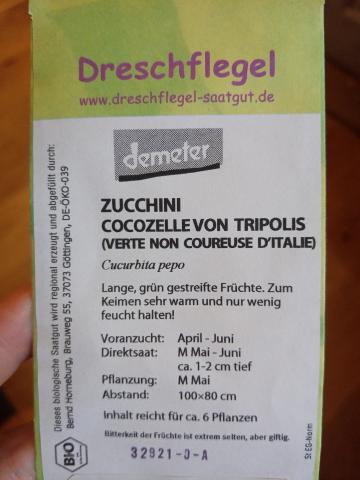 Dreschflegel
www.dreschflegel-saatgut.de
demeter
ZUCCHINI
COCOZELLE VON TRIPOLIS
(VERTE NON COUREUSE D'ITALIE)
Cucurbita pepo
Lange, grün gestreifte Früchte. Zum
Keimen sehr warm und nur wenig
feucht halten!
Voranzucht: April - Juni
Direktsaat: M Mai - Juni
ca. 1-2 cm tief
Pflanzung: M Mai
Abstand: 100×80 cm
Inhalt reicht für ca. 6 Pflanzen
Bitterkeit der Früchte ist extrem selten, aber giftig.
32921-J-A
Dieses biologische Saatgut wird regional erzeugt und abgefüllt durch:
Bernd Horneburg, Brauweg 55, 37073 Göttingen, DE-ÖKO-039
BIO
St EG-Norm